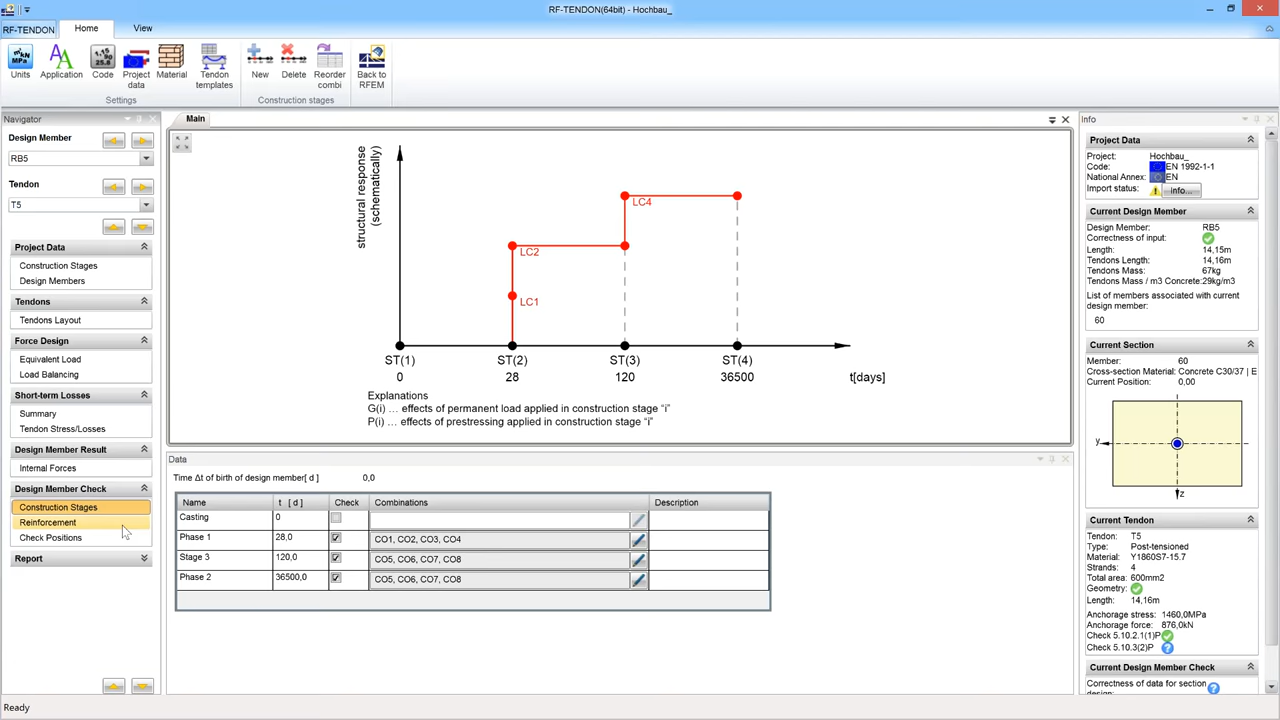 RF-TENDON(64bit) - Hochbau_
RF-TENDON
Home
View
Units
Application
Code
Project data
Material
Tendon templates
New
Delete
Reorder combi
Back to RFEM
Settings
Construction stages
Navigator
Design Member
RB5
Tendon
T5
Project Data
Construction Stages
Design Members
Tendons
Tendons Layout
Force Design
Equivalent Load
Load Balancing
Short-term Losses
Summary
Tendon Stress/Losses
Design Member Result
Internal Forces
Design Member Check
Construction Stages
Reinforcement
Check Positions
Report
Main
structural response
(schematically)
LC1
LC2
LC4
ST(1) ST(2) ST(3) ST(4)
0 28 120 36500 t[days]
Explanations
G(i) ... effects of permanent load applied in construction stage "i"
P(i) ... effects of prestressing applied in construction stage "i"
Data
Time Δt of birth of design member[ d ] 0,0
Name t [ d ] Check Combinations Description
Casting 0
Phase 1 28,0 CO1, CO2, CO3, CO4
Stage 3 120,0 CO5, CO6, CO7, CO8
Phase 2 36500,0 CO5, CO6, CO7, CO8
Info
Project Data
Project: Hochbau_
Code: EN 1992-1-1
National Annex: EN
Import status: info...
Current Design Member
Design Member: RB5
Correctness of input:
Length: 14,15m
Tendons Length: 14,16m
Tendons Mass: 67kg
Tendons Mass / m3 Concrete: 29kg/m3
List of members associated with current
design member:
60
Current Section
Member: 60
Cross-section Material: Concrete C30/37 | E
Current Position: 0.00
y
z
Current Tendon
Tendon: T5
Type: Post-tensioned
Material: Y1860S7-15.7
Strands: 4
Total area: 600mm2
Geometry:
Length: 14,16m
Anchorage stress: 1460,0MPa
Anchorage force: 876,0kN
Check 5.10.2.1(1)P
Check 5.10.3(2)P
Current Design Member Check
Correctness of data for section
design:
Ready